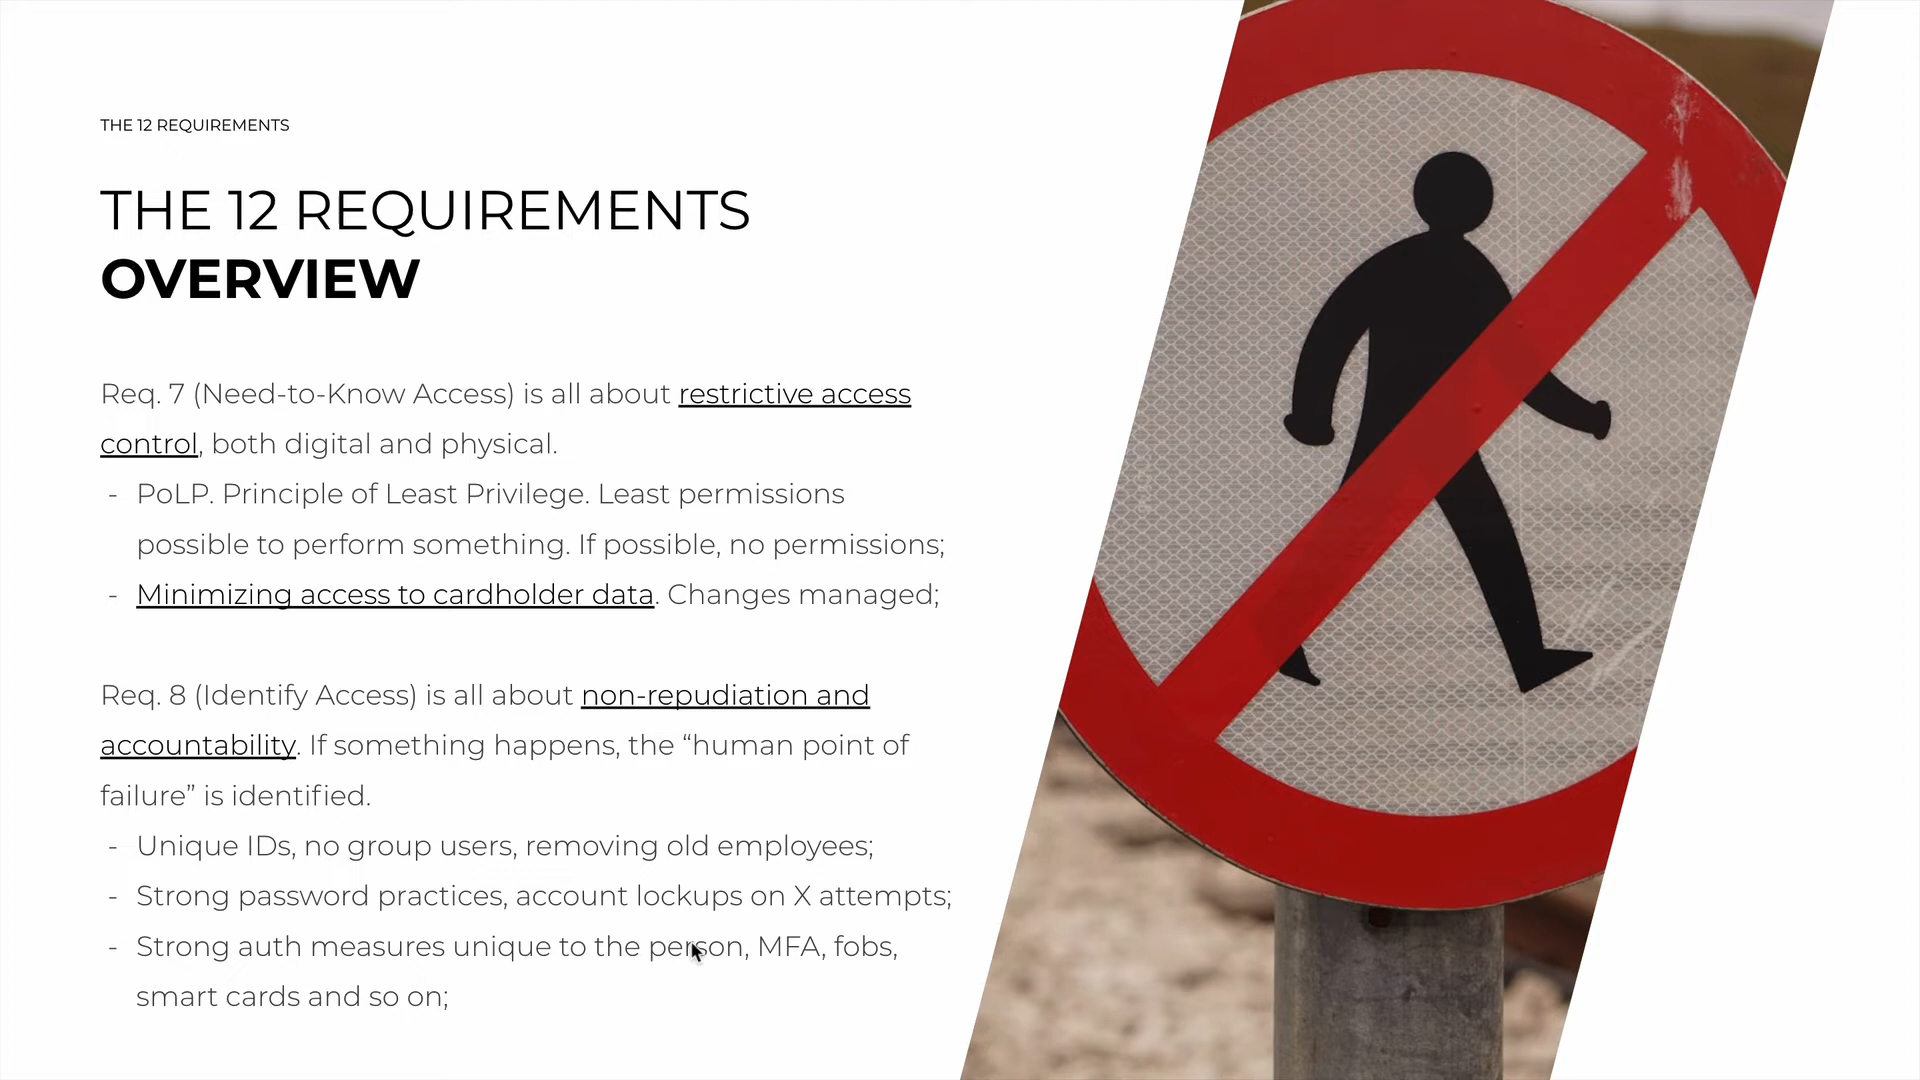 THE 12 REQUIREMENTS
THE 12 REQUIREMENTS
OVERVIEW
Req. 7 (Need-to-Know Access) is all about restrictive access
control, both digital and physical.
- PoLP. Principle of Least Privilege. Least permissions
possible to perform something. If possible, no permissions;
- Minimizing access to cardholder data. Changes managed;
Req. 8 (Identify Access) is all about non-repudiation and
accountability. If something happens, the “human point of
failure” is identified.
- Unique IDs, no group users, removing old employees;
- Strong password practices, account lockups on X attempts;
- Strong auth measures unique to the person, MFA, fobs,
smart cards and so on;